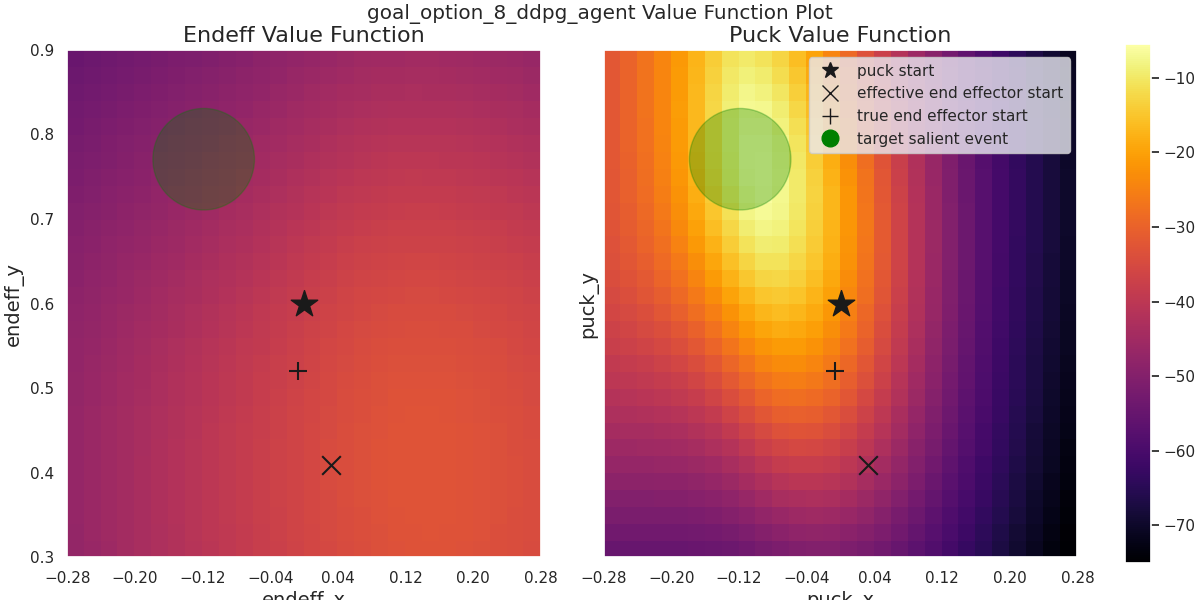 goal_option_8_ddpg_agent Value Function Plot
Endeff Value Function
Puck Value Function
0.9
0.8
0.7
0.6
0.5
0.4
0.3
endeff_y
−0.28 −0.20 −0.12 −0.04 0.04 0.12 0.20 0.28
endeff_x
puck_y
puck start
effective end effector start
true end effector start
target salient event
−0.28 −0.20 −0.12 −0.04 0.04 0.12 0.20 0.28
puck_x
−10
−20
−30
−40
−50
−60
−70